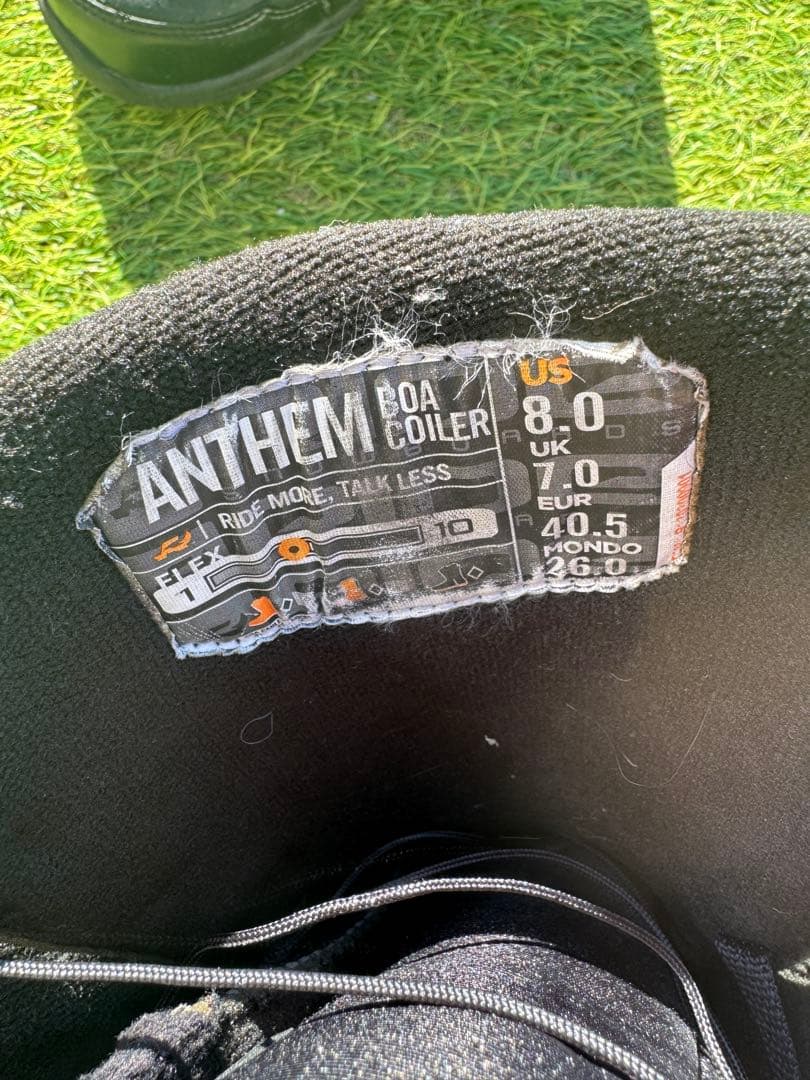 ANTHEM BOA COILER
RIDE MORE, TALK LESS
FLEX
1 10
US
8.0
UK
7.0
EUR
40.5
MONDO
26.0